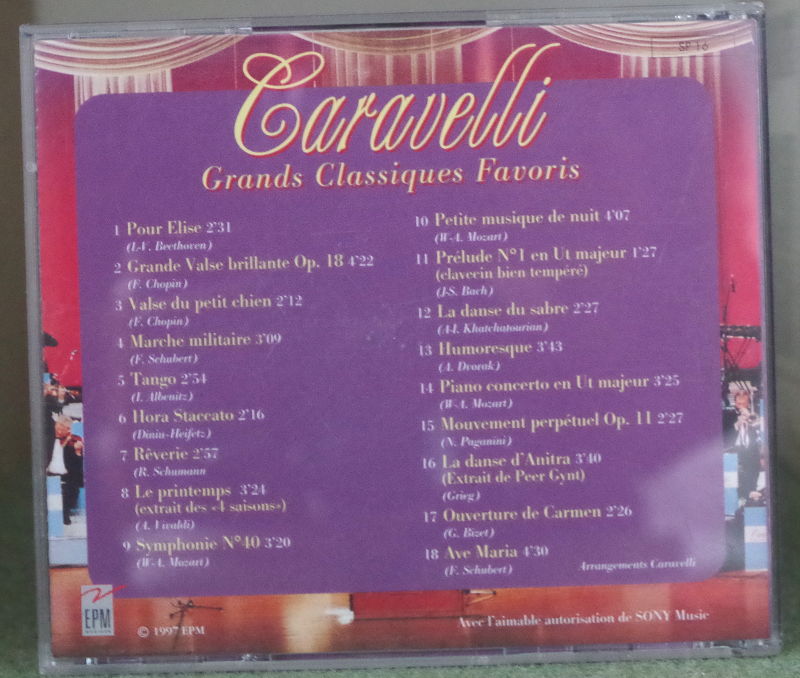 SP 16
Caravelli
Grands Classiques Favoris
1 Pour Elise 2'31
(L-V. Beethoven)
2 Grande Valse brillante Op. 18 4'22
(F. Chopin)
3 Valse du petit chien 2'12
(F. Chopin)
4 Marche militaire 3'09
(F. Schubert)
5 Tango 2'54
(I. Albenitz)
6 Hora Staccato 2'16
(Dinin-Heifetz)
7 Rêverie 2'57
(R. Schumann
8 Le printemps 3'24
(extrait des «4 saisons»)
(A. Vivaldi)
9 Symphonie N°40 3'20
(W-A. Mozart)
10 Petite musique de nuit 4'07
(W-A. Mozart)
11 Prélude N°1 en Ut majeur 1'27
(clavecin bien tempéré)
(J-S. Bach)
12 La danse du sabre 2'27
(A-I. Khatchatourian)
13 Humoresque 3'43
(A. Dvorak)
14 Piano concerto en Ut majeur 3'25
(W-A. Mozart)
15 Mouvement perpétuel Op. 11 2'27
(N. Paganini)
16 La danse d'Anitra 3'40
(Extrait de Peer Gynt)
(Grieg)
17 Ouverture de Carmen 2'26
(G. Bizet)
18 Ave Maria 4'30
(F. Schubert)
Arrangements Caravelli
EPM
© 1997 EPM
Avec l'aimable autorisation de SONY Music